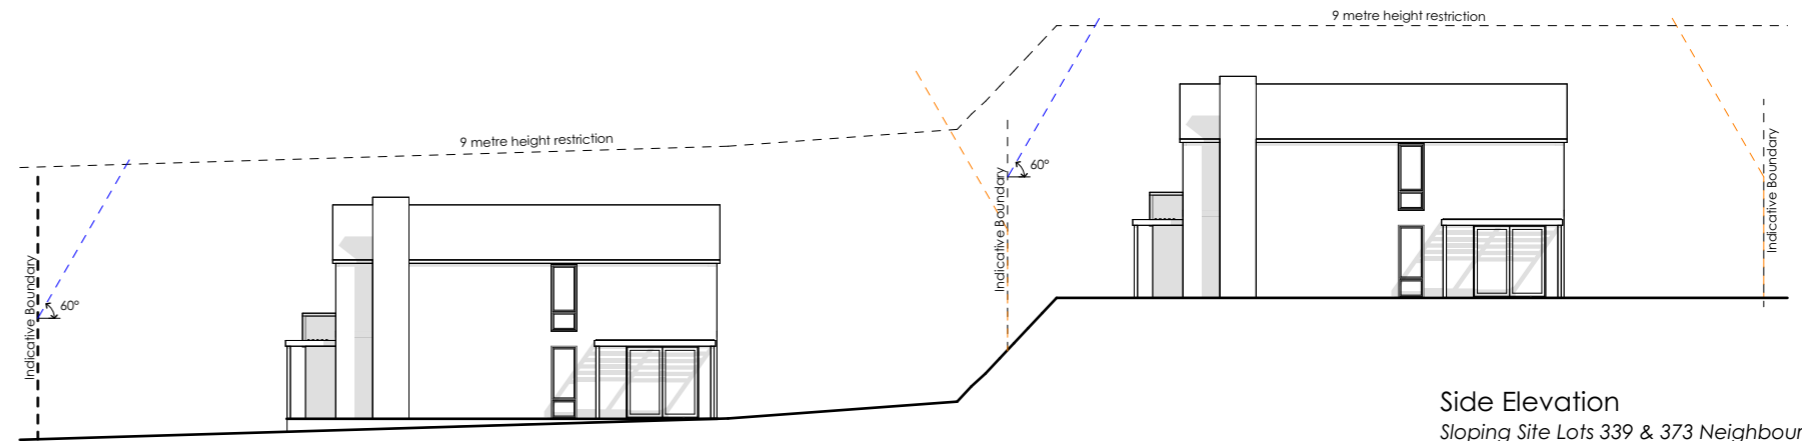 9 metre height restriction
9 metre height restriction
Indicative Boundary
60°
Indicative Boundary
60°
Indicative Boundary
Side Elevation
Sloping Site Lots 339 & 373 Neighbour